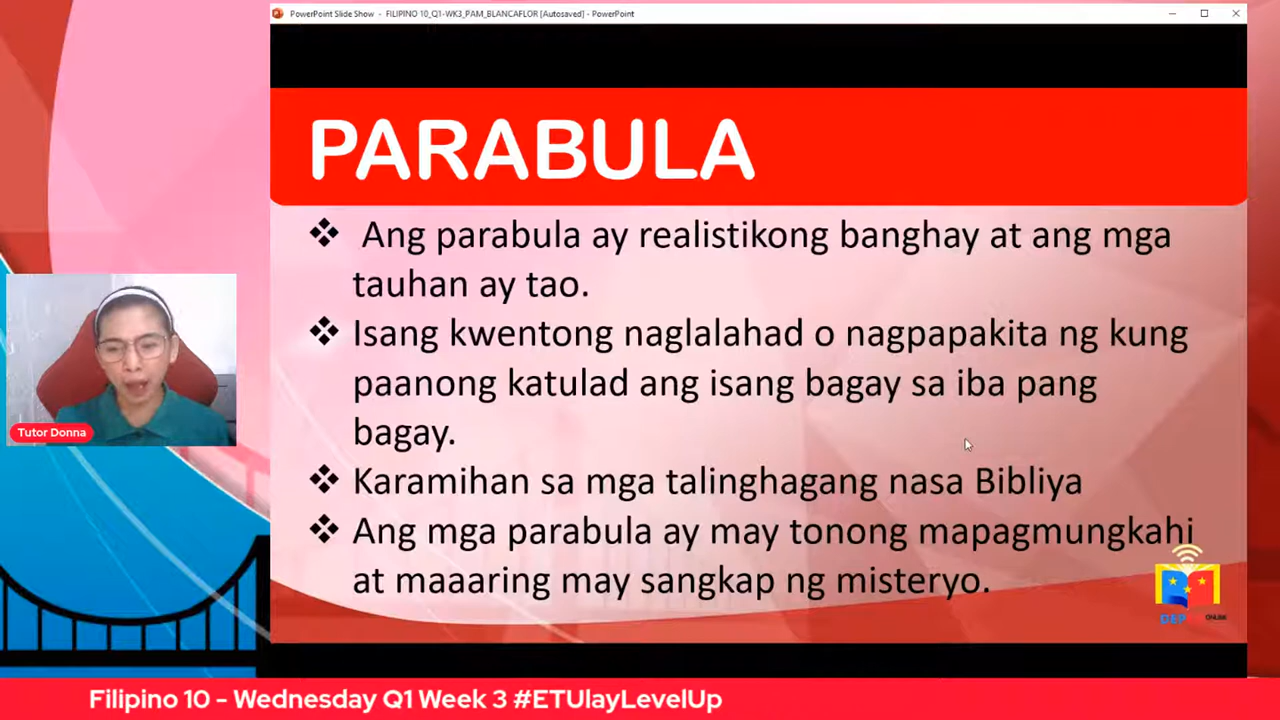 PowerPoint Slide Show - FILIPINO 10_Q1-WK3_PAM_BLANCAFLOR [Autosaved] - PowerPoint
PARABULA
❖ Ang parabula ay realistikong banghay at ang mga
tauhan ay tao.
❖ Isang kwentong naglalahad o nagpapakita ng kung
paanong katulad ang isang bagay sa iba pang
bagay.
❖ Karamihan sa mga talinghagang nasa Bibliya
❖ Ang mga parabula ay may tonong mapagmungkahi
at maaaring may sangkap ng misteryo.
Tutor Donna
ONLINE
Filipino 10 - Wednesday Q1 Week 3 #ETUlayLevelUp